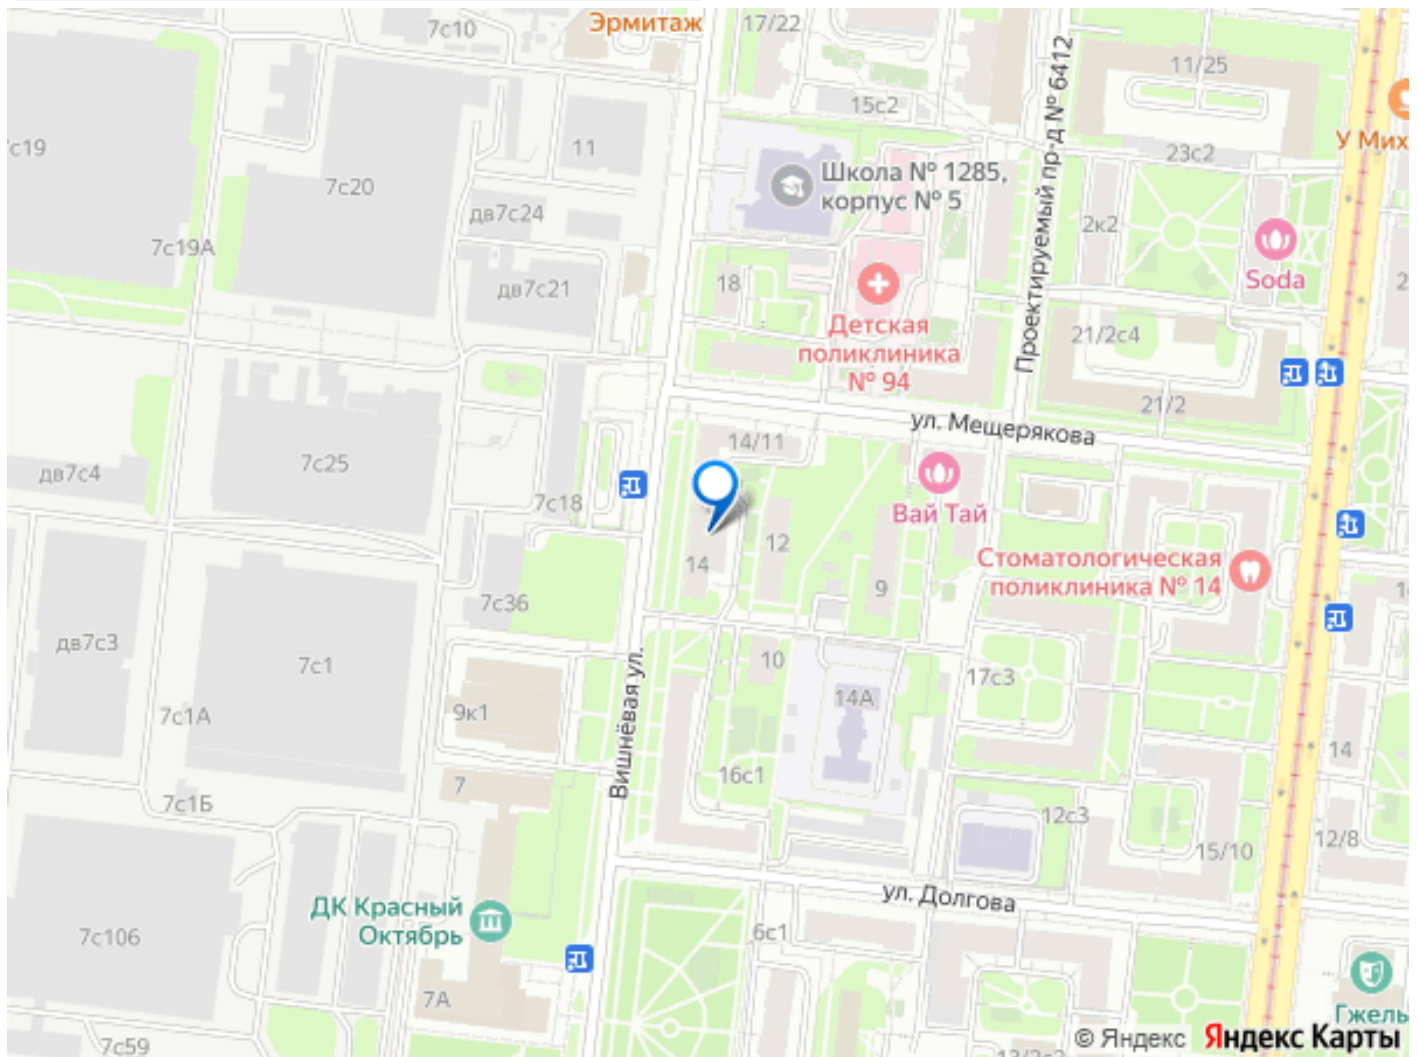 Эрмитаж
7с10
17/22
11/25
15с2
У Мих
7с19
11
23с2
Школа № 1285,
корпус № 5
7с20
дв7с24
2к2
Проектируемый пр-д № 6412
7с19А
18
Soda
дв7с21
Детская
поликлиника
№ 94
21/2с4
21/2
ул. Мещерякова
14/11
7с25
дв7с4
7с18
Вай Тай
12
14
Стоматологическая
поликлиника № 14
9
7с36
дв7с3
7с1
10
17с3
14А
Вишнёвая ул.
7с1А
9к1
14
16с1
7
7с1Б
12с3
12/8
15/10
ул. Долгова
ДК Красный
Октябрь
7с106
6с1
7А
Гжель
7с59
© Яндекс Яндекс Карты